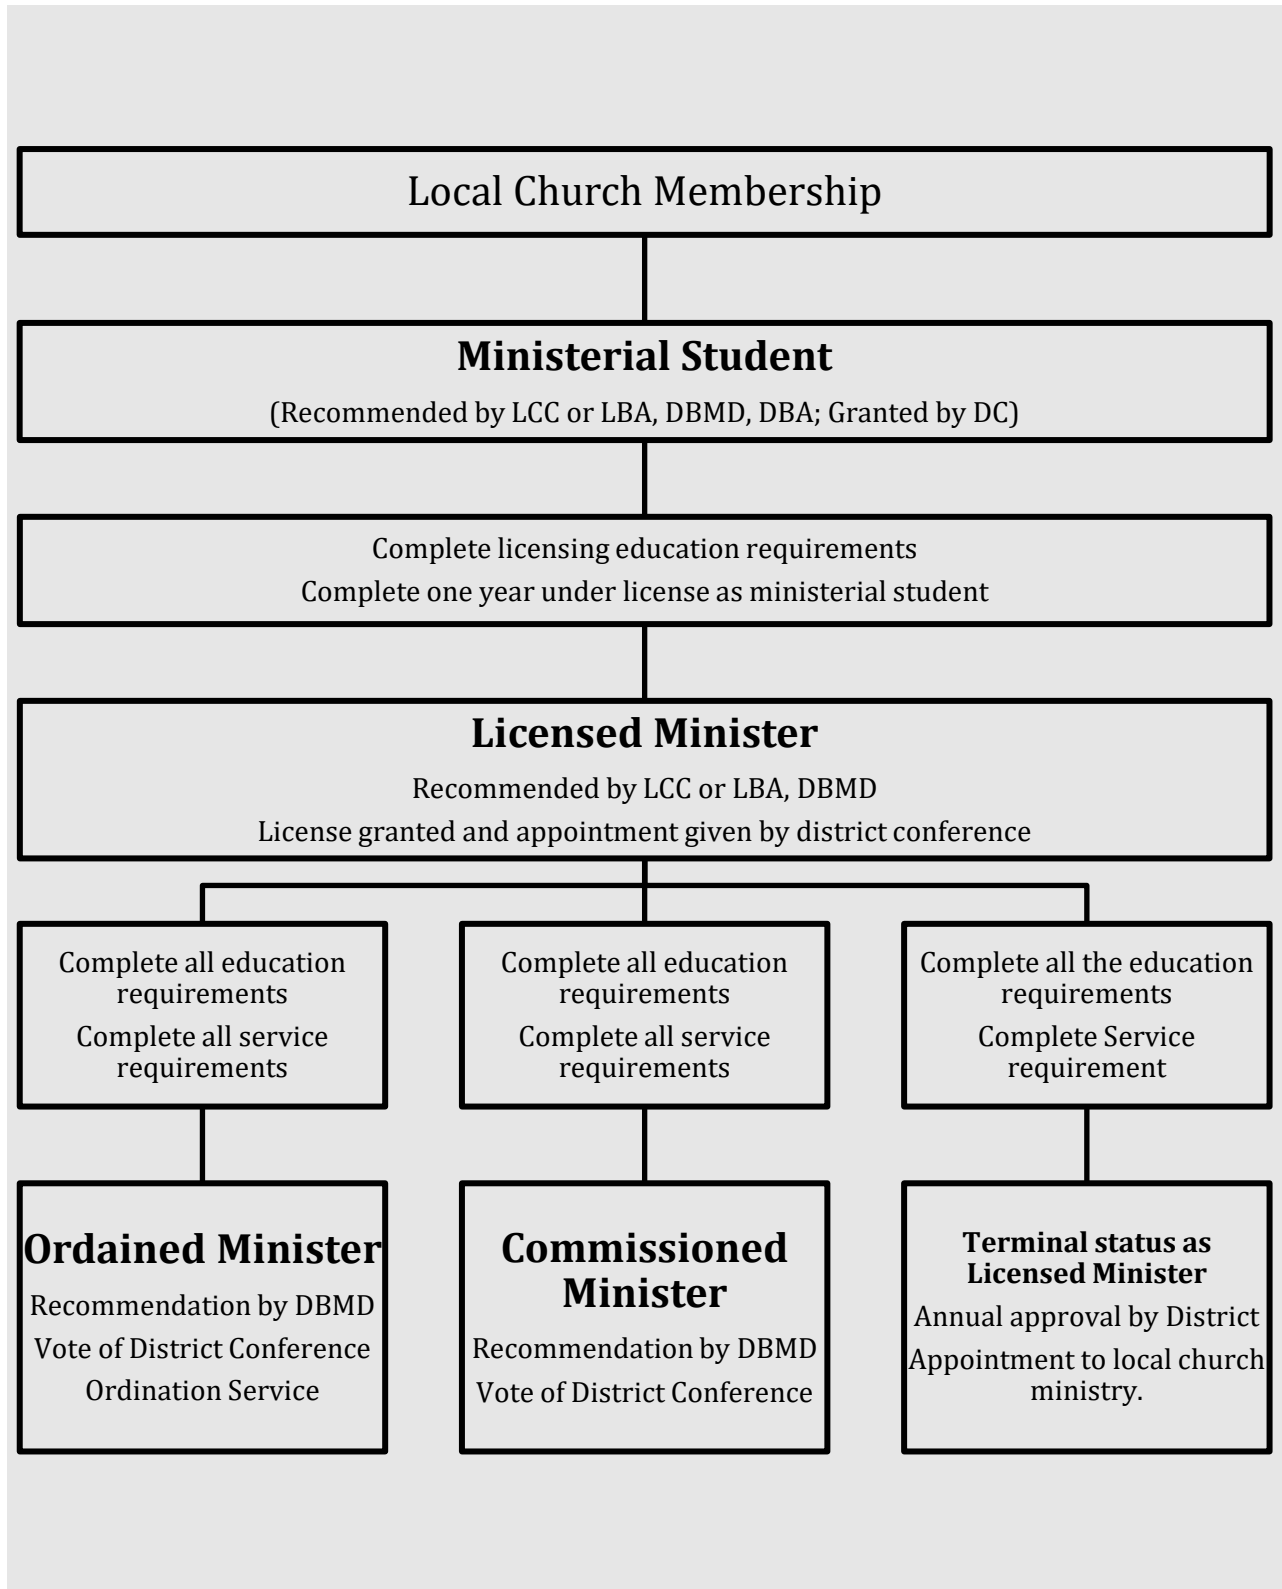 Local Church Membership
Ministerial Student
(Recommended by LCC or LBA, DBMD, DBA; Granted by DC)
Complete licensing education requirements
Complete one year under license as ministerial student
Licensed Minister
Recommended by LCC or LBA, DBMD
License granted and appointment given by district conference
Complete all education
requirements
Complete all service
requirements
Complete all education
requirements
Complete all service
requirements
Complete all the education
requirements
Complete Service
requirement
Ordained Minister
Recommendation by DBMD
Vote of District Conference
Ordination Service
Commissioned
Minister
Recommendation by DBMD
Vote of District Conference
Terminal status as
Licensed Minister
Annual approval by District
Appointment to local church
ministry.